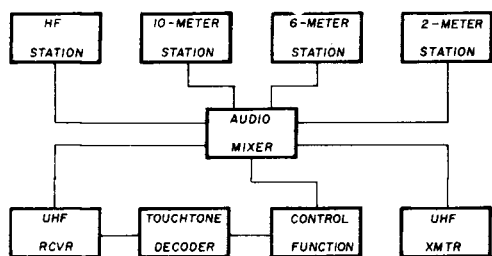 HF
STATION
10-METER
STATION
6-METER
STATION
2-METER
STATION
AUDIO
MIXER
UHF
RCVR
TOUCHTONE
DECODER
CONTROL
FUNCTION
UHF
XMTR